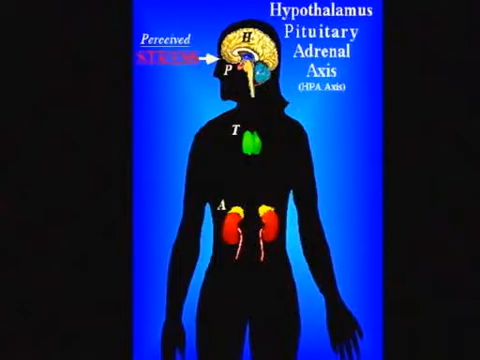 Hypothalamus
Pituitary
Adrenal
Axis
(HPA Axis)
Perceived
STRESS
H
P
T
A